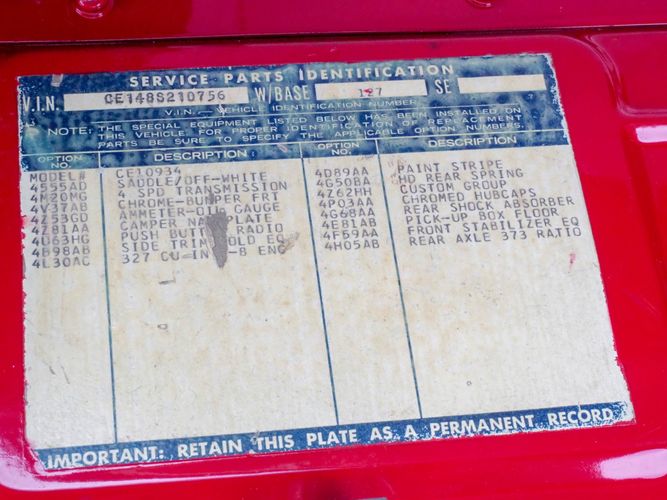 SERVICE PARTS IDENTIFICATION
V.I.N. CE148S210756 W/BASE 127 SE
V.I.N. - VEHICLE IDENTIFICATION NUMBER
NOTE: THE SPECIAL EQUIPMENT LISTED BELOW HAS BEEN INSTALLED ON
THIS VEHICLE. FOR PROPER IDENTIFICATION OF REPLACEMENT
PARTS BE SURE TO SPECIFY THE APPLICABLE OPTION NUMBERS.
OPTION NO. DESCRIPTION OPTION NO. DESCRIPTION
MODEL# CE10934 4D89AA PAINT STRIPE
4555AD SADDLE/OFF-WHITE 4G50BA HD REAR SPRING
4M20MG 4 SPD TRANSMISSION 4Z62HH CUSTOM GROUP
4V37AB CHROME-BUMPER FRT 4P03AA CHROMED HUBCAPS
4Z53GD AMMETER-OIL GAUGE 4G68AA REAR SHOCK ABSORBER
4Z81AA CAMPER PLATE 4E81AB PICK-UP BOX FLOOR
4U63HG PUSH BUTT RADIO 4F59AA FRONT STABILIZER EQ
4B98AB SIDE TRIM OLD EQ 4H05AB REAR AXLE 373 RATIO
4L30AC 327 CU-IN -8 ENG
IMPORTANT: RETAIN THIS PLATE AS A PERMANENT RECORD